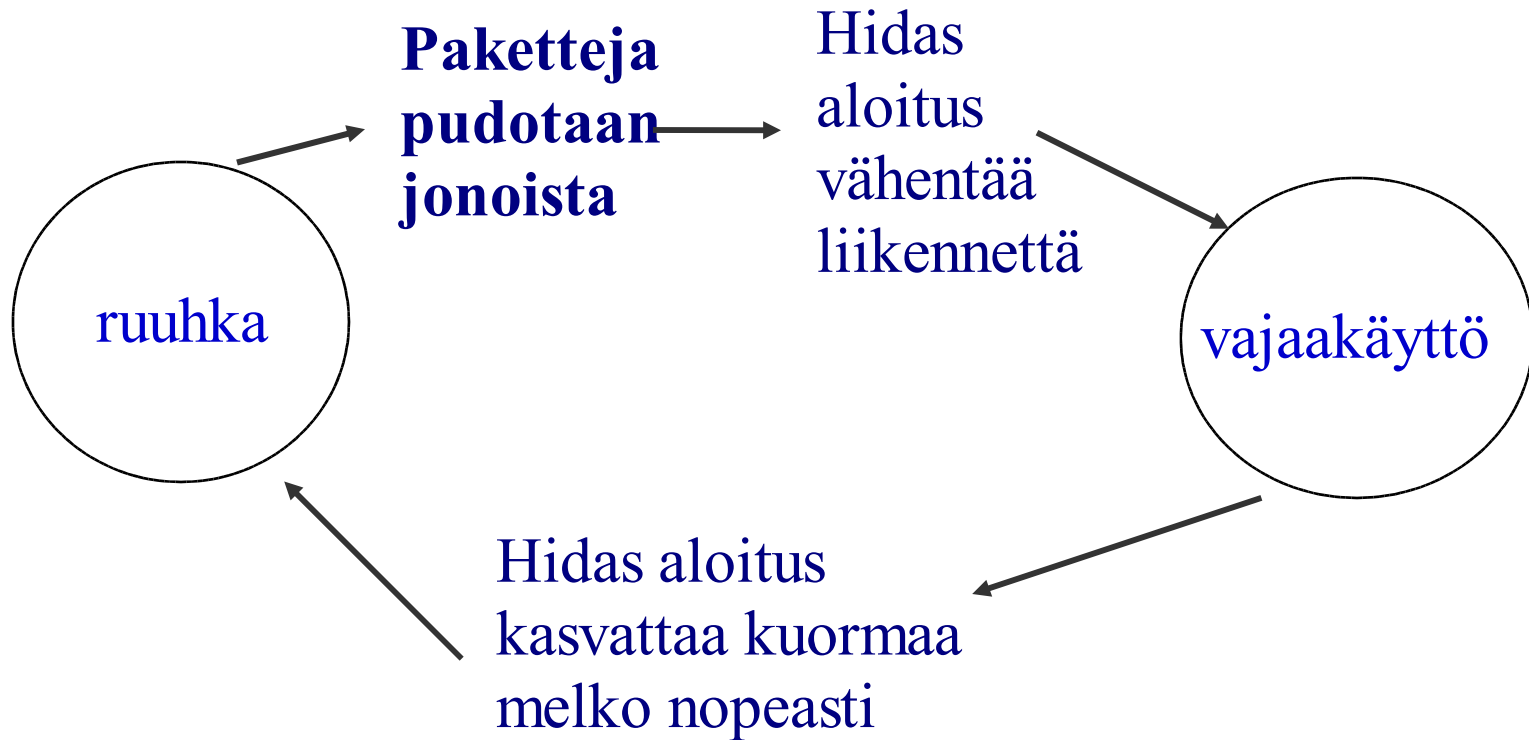 Paketteja
pudotaan
jonoista
Hidas
aloitus
vähentää
liikennettä
ruuhka
vajaakäyttö
Hidas aloitus
kasvattaa kuormaa
melko nopeasti